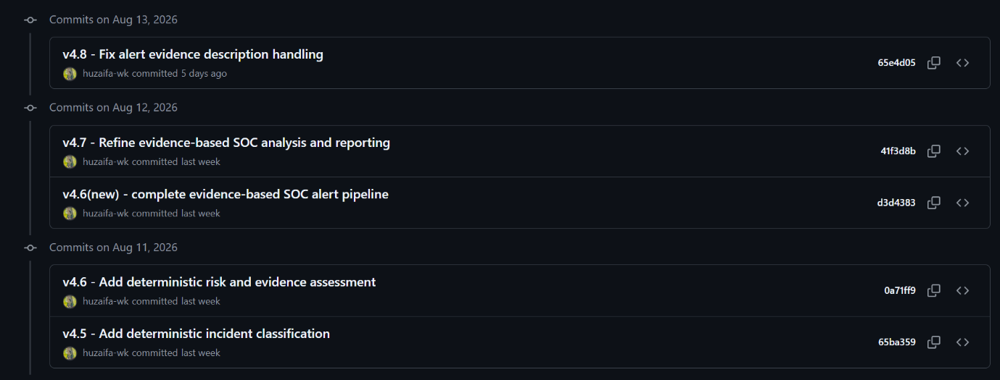 Commits on Aug 13, 2026
v4.8 - Fix alert evidence description handling
65e4d05
huzaifa-wk committed 5 days ago
Commits on Aug 12, 2026
v4.7 - Refine evidence-based SOC analysis and reporting
41f3d8b
huzaifa-wk committed last week
v4.6(new) - complete evidence-based SOC alert pipeline
d3d4383
huzaifa-wk committed last week
Commits on Aug 11, 2026
v4.6 - Add deterministic risk and evidence assessment
0a71ff9
huzaifa-wk committed last week
v4.5 - Add deterministic incident classification
65ba359
huzaifa-wk committed last week